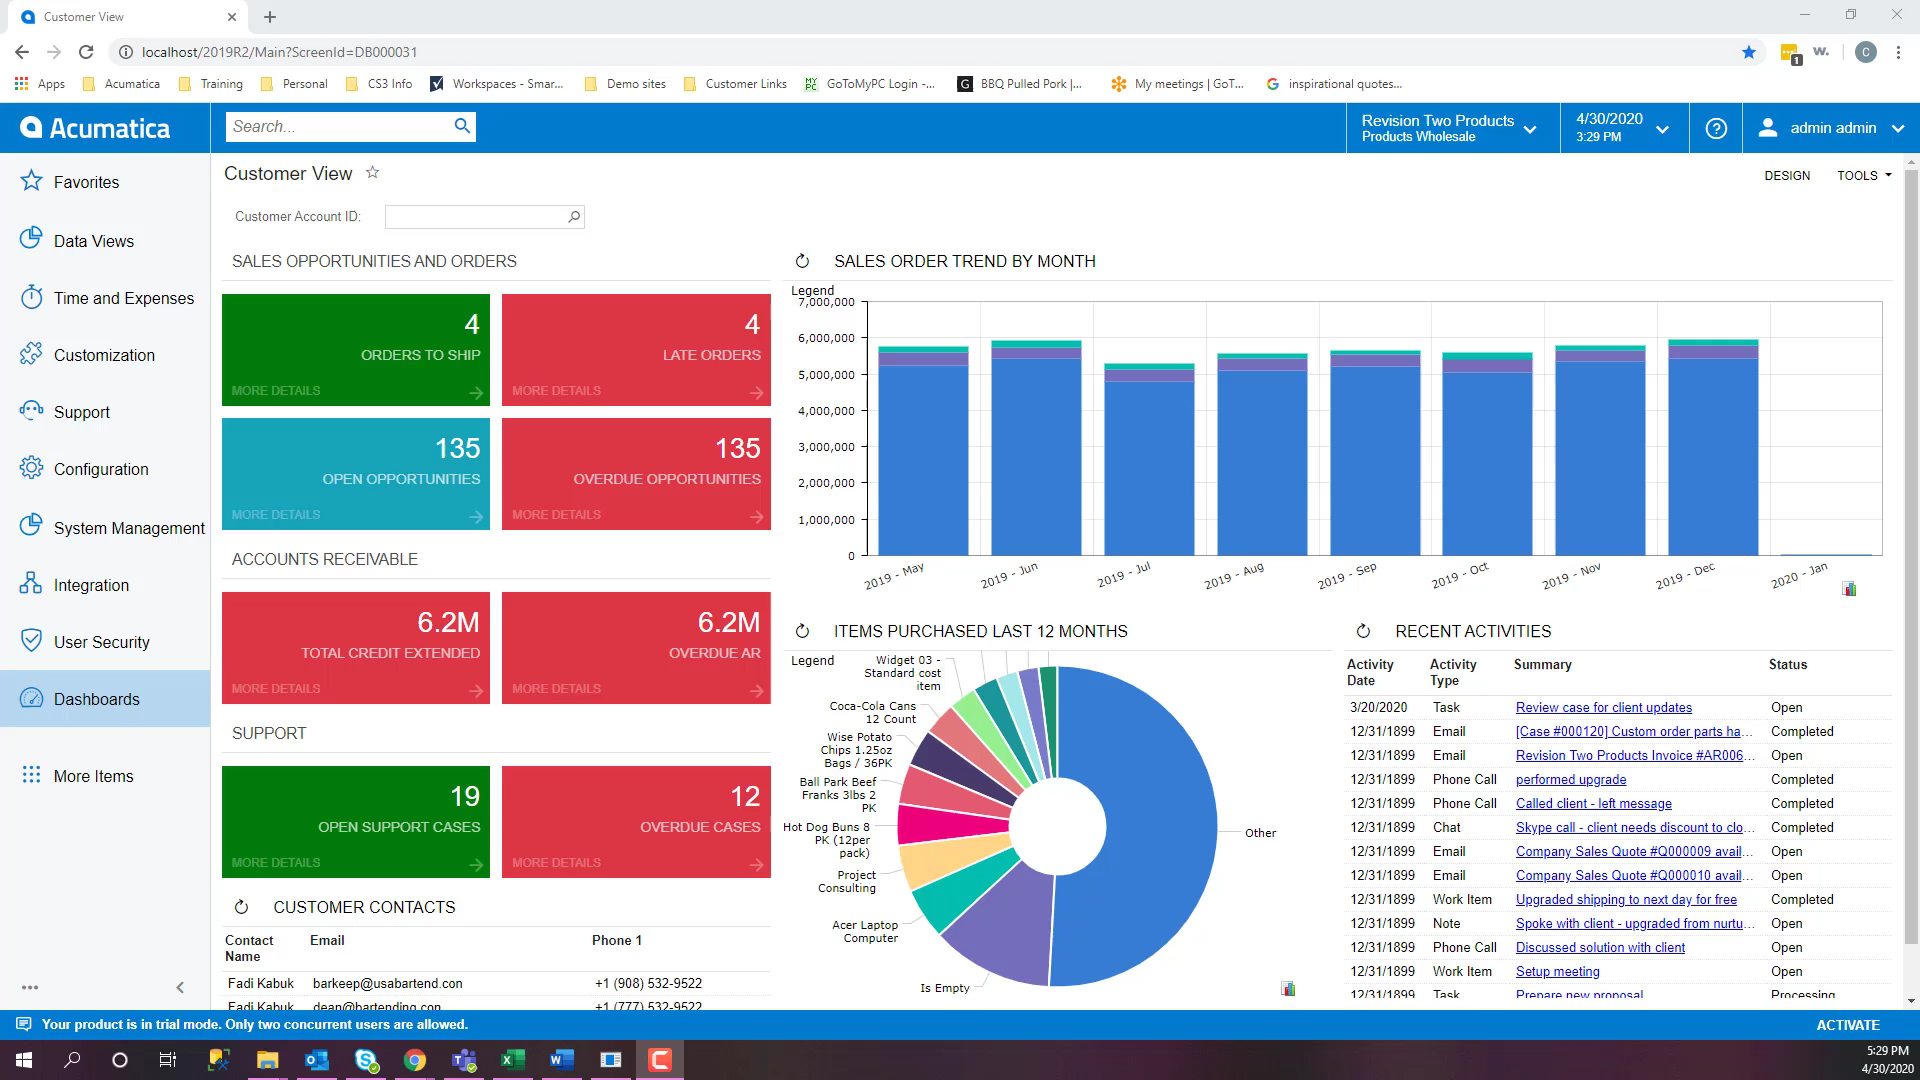 Customer View
localhost/2019R2/Main?ScreenId=DB000031
Apps
Acumatica
Training
Personal
CS3 Info
Workspaces - Smar...
Demo sites
Customer Links
GoToMyPC Login -...
BBQ Pulled Pork |...
My meetings | GoT...
inspirational quotes...
Acumatica
Search...
Revision Two Products
Products Wholesale
4/30/2020
3:29 PM
admin admin
Favorites
Data Views
Time and Expenses
Customization
Support
Configuration
System Management
Integration
User Security
Dashboards
More Items
Customer View
DESIGN
TOOLS
Customer Account ID:
SALES OPPORTUNITIES AND ORDERS
4
ORDERS TO SHIP
MORE DETAILS
4
LATE ORDERS
MORE DETAILS
135
OPEN OPPORTUNITIES
MORE DETAILS
135
OVERDUE OPPORTUNITIES
MORE DETAILS
ACCOUNTS RECEIVABLE
6.2M
TOTAL CREDIT EXTENDED
MORE DETAILS
6.2M
OVERDUE AR
MORE DETAILS
SUPPORT
19
OPEN SUPPORT CASES
MORE DETAILS
12
OVERDUE CASES
MORE DETAILS
CUSTOMER CONTACTS
Contact Name Email Phone 1
Fadi Kabuk barkeep@usabartend.con +1 (908) 532-9522
Fadi Kabuk dean@bartending.con +1 (777) 532-9522
SALES ORDER TREND BY MONTH
Legend
7,000,000
6,000,000
5,000,000
4,000,000
3,000,000
2,000,000
1,000,000
0
2019 - May
2019 - Jun
2019 - Jul
2019 - Aug
2019 - Sep
2019 - Oct
2019 - Nov
2019 - Dec
2020 - Jan
ITEMS PURCHASED LAST 12 MONTHS
Legend
Widget 03 -
Standard cost
item
Coca-Cola Cans
12 Count
Wise Potato
Chips 1.25oz
Bags / 36PK
Ball Park Beef
Franks 3lbs 2
PK
Hot Dog Buns 8
PK (12per
pack)
Project
Consulting
Acer Laptop
Computer
Is Empty
Other
RECENT ACTIVITIES
Activity Date Activity Type Summary Status
3/20/2020 Task Review case for client updates Open
12/31/1899 Email [Case #000120] Custom order parts ha... Completed
12/31/1899 Email Revision Two Products Invoice #AR006... Open
12/31/1899 Phone Call performed upgrade Completed
12/31/1899 Phone Call Called client - left message Completed
12/31/1899 Chat Skype call - client needs discount to clo... Completed
12/31/1899 Email Company Sales Quote #Q000009 avail... Open
12/31/1899 Email Company Sales Quote #Q000010 avail... Open
12/31/1899 Work Item Upgraded shipping to next day for free Completed
12/31/1899 Note Spoke with client - upgraded from nurtu... Open
12/31/1899 Phone Call Discussed solution with client Open
12/31/1899 Work Item Setup meeting Open
12/31/1899 Task Prepare new proposal Processing
Your product is in trial mode. Only two concurrent users are allowed.
ACTIVATE
5:29 PM
4/30/2020